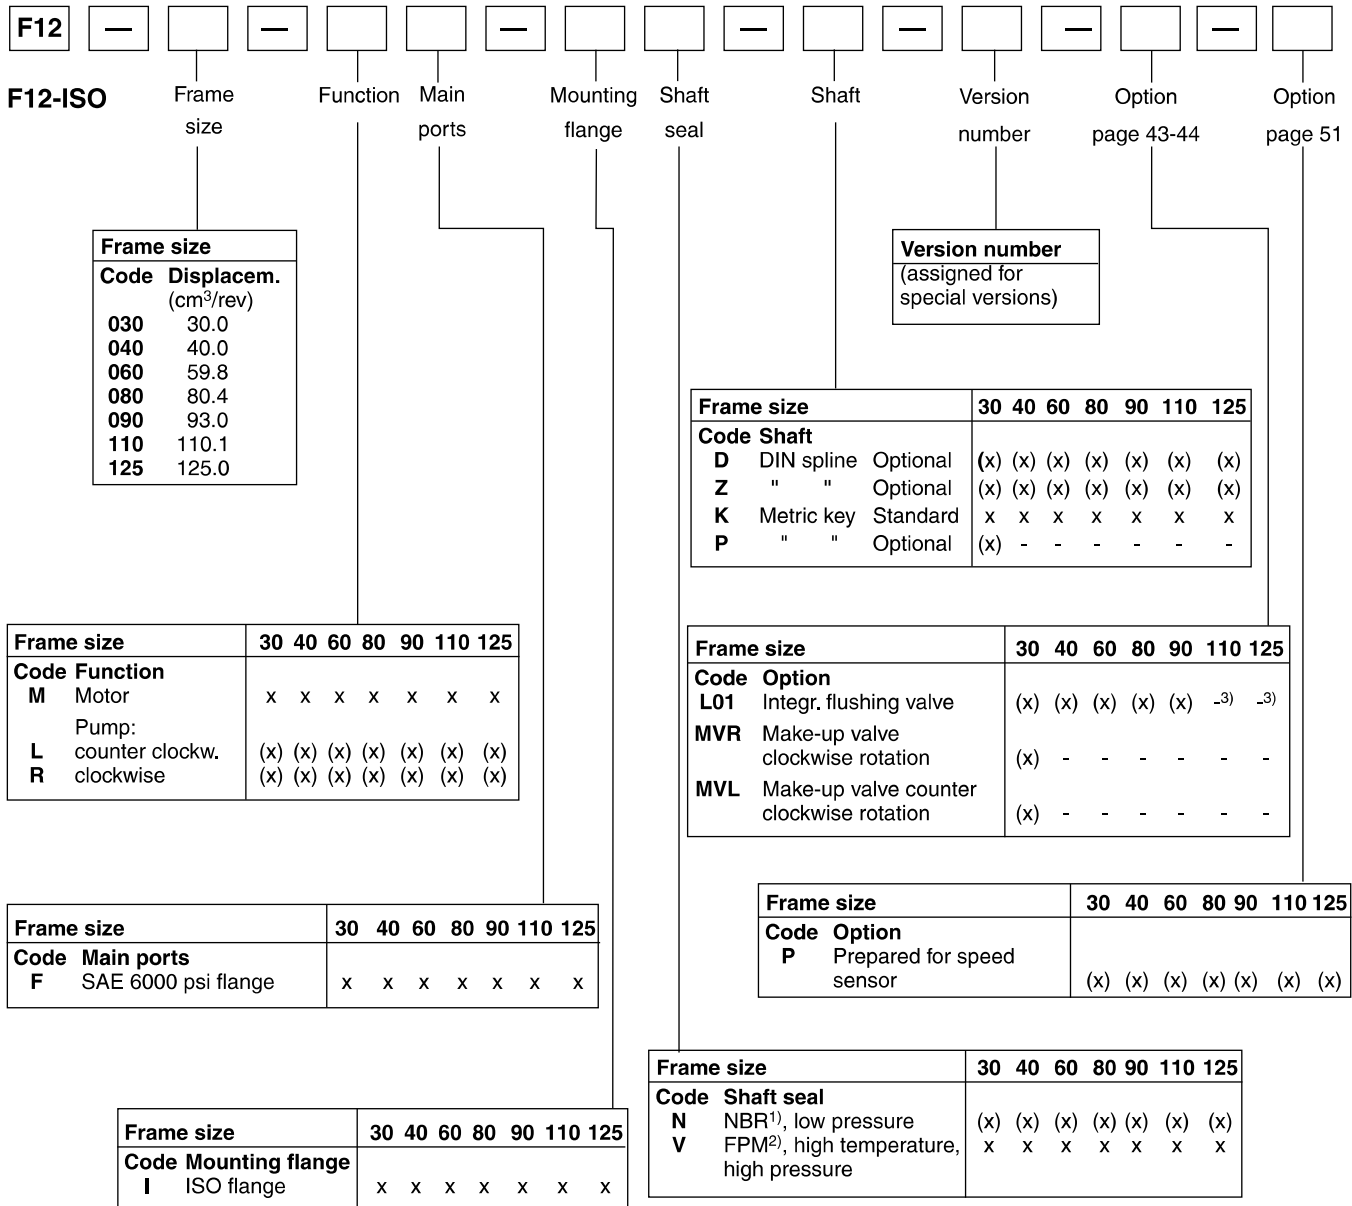 F12 — — — — — — —
F12-ISO Frame size Function Main ports Mounting flange Shaft seal Shaft Version number Option page 43-44 Option page 51
Frame size
Code Displacem.
(cm³/rev)
030 30.0
040 40.0
060 59.8
080 80.4
090 93.0
110 110.1
125 125.0
Version number
(assigned for
special versions)
Frame size 30 40 60 80 90 110 125
Code Shaft
D DIN spline Optional (x) (x) (x) (x) (x) (x) (x)
Z " " Optional (x) (x) (x) (x) (x) (x) (x)
K Metric key Standard x x x x x x x
P " " Optional (x) - - - - - -
Frame size 30 40 60 80 90 110 125
Code Function
M Motor x x x x x x x
Pump:
L counter clockw. (x) (x) (x) (x) (x) (x) (x)
R clockwise (x) (x) (x) (x) (x) (x) (x)
Frame size 30 40 60 80 90 110 125
Code Option
L01 Integr. flushing valve (x) (x) (x) (x) (x) -3) -3)
MVR Make-up valve
clockwise rotation (x) - - - - - -
MVL Make-up valve counter
clockwise rotation (x) - - - - - -
Frame size 30 40 60 80 90 110 125
Code Main ports
F SAE 6000 psi flange x x x x x x x
Frame size 30 40 60 80 90 110 125
Code Option
P Prepared for speed
sensor (x) (x) (x) (x) (x) (x) (x)
Frame size 30 40 60 80 90 110 125
Code Shaft seal
N NBR1), low pressure (x) (x) (x) (x) (x) (x) (x)
V FPM2), high temperature, x x x x x x x
high pressure
Frame size 30 40 60 80 90 110 125
Code Mounting flange
I ISO flange x x x x x x x